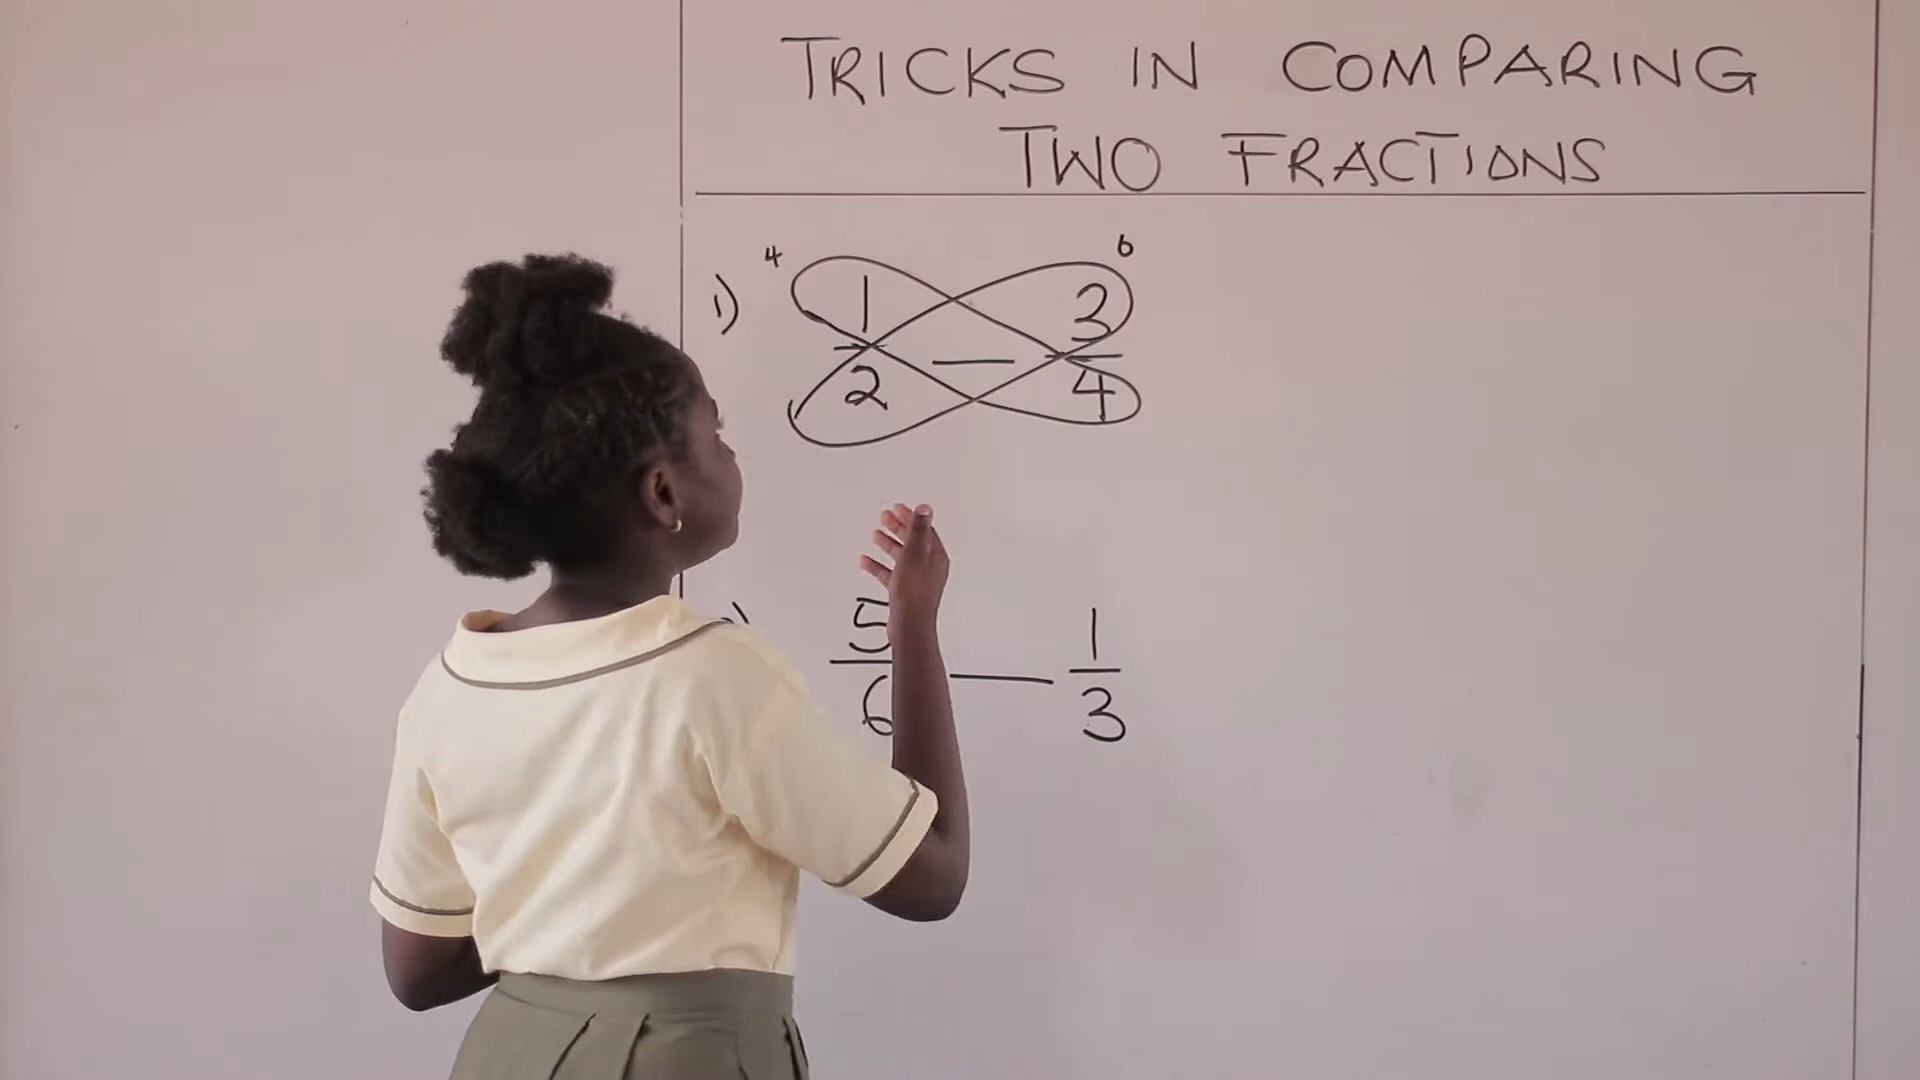 TRICKS IN COMPARING
TWO FRACTIONS
4 6
1) 1/2 — 3/4
5/6 — 1/3